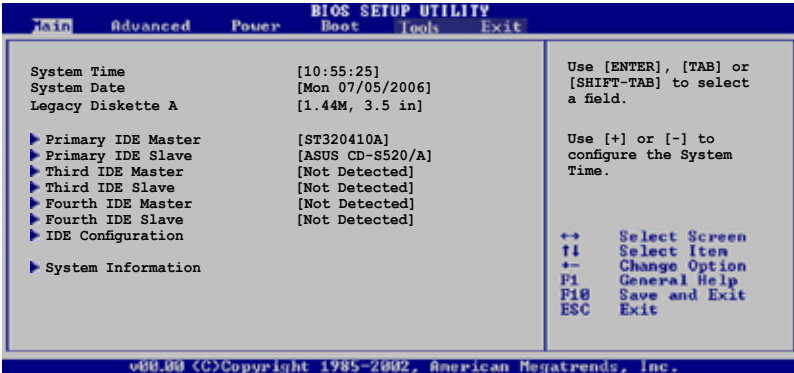 BIOS SETUP UTILITY
Main Advanced Power Boot Tools Exit
System Time [10:55:25]
System Date [Mon 07/05/2006]
Legacy Diskette A [1.44M, 3.5 in]
Primary IDE Master [ST320410A]
Primary IDE Slave [ASUS CD-S520/A]
Third IDE Master [Not Detected]
Third IDE Slave [Not Detected]
Fourth IDE Master [Not Detected]
Fourth IDE Slave [Not Detected]
IDE Configuration
System Information
Use [ENTER], [TAB] or
[SHIFT-TAB] to select
a field.
Use [+] or [-] to
configure the System
Time.
↔ Select Screen
↑↓ Select Item
+- Change Option
F1 General Help
F10 Save and Exit
ESC Exit
v00.00 (C)Copyright 1985-2002, American Megatrends, Inc.